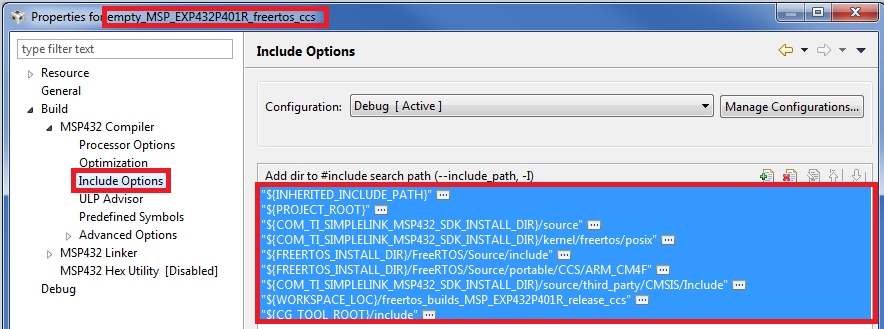 Properties for empty_MSP_EXP432P401R_freertos_ccs
type filter text
Resource
General
Build
MSP432 Compiler
Processor Options
Optimization
Include Options
ULP Advisor
Predefined Symbols
Advanced Options
MSP432 Linker
MSP432 Hex Utility [Disabled]
Debug
Include Options
Configuration: Debug [ Active ] Manage Configurations...
Add dir to #include search path (--include_path, -I)
"${INHERITED_INCLUDE_PATH}"
"${PROJECT_ROOT}"
"${COM_TI_SIMPLELINK_MSP432_SDK_INSTALL_DIR}/source"
"${COM_TI_SIMPLELINK_MSP432_SDK_INSTALL_DIR}/kernel/freertos/posix"
"${FREERTOS_INSTALL_DIR}/FreeRTOS/Source/include"
"${FREERTOS_INSTALL_DIR}/FreeRTOS/Source/portable/CCS/ARM_CM4F"
"${COM_TI_SIMPLELINK_MSP432_SDK_INSTALL_DIR}/source/third_party/CMSIS/Include"
"${WORKSPACE_LOC}/freertos_builds_MSP_EXP432P401R_release_ccs"
"${CG_TOOL_ROOT}/include"